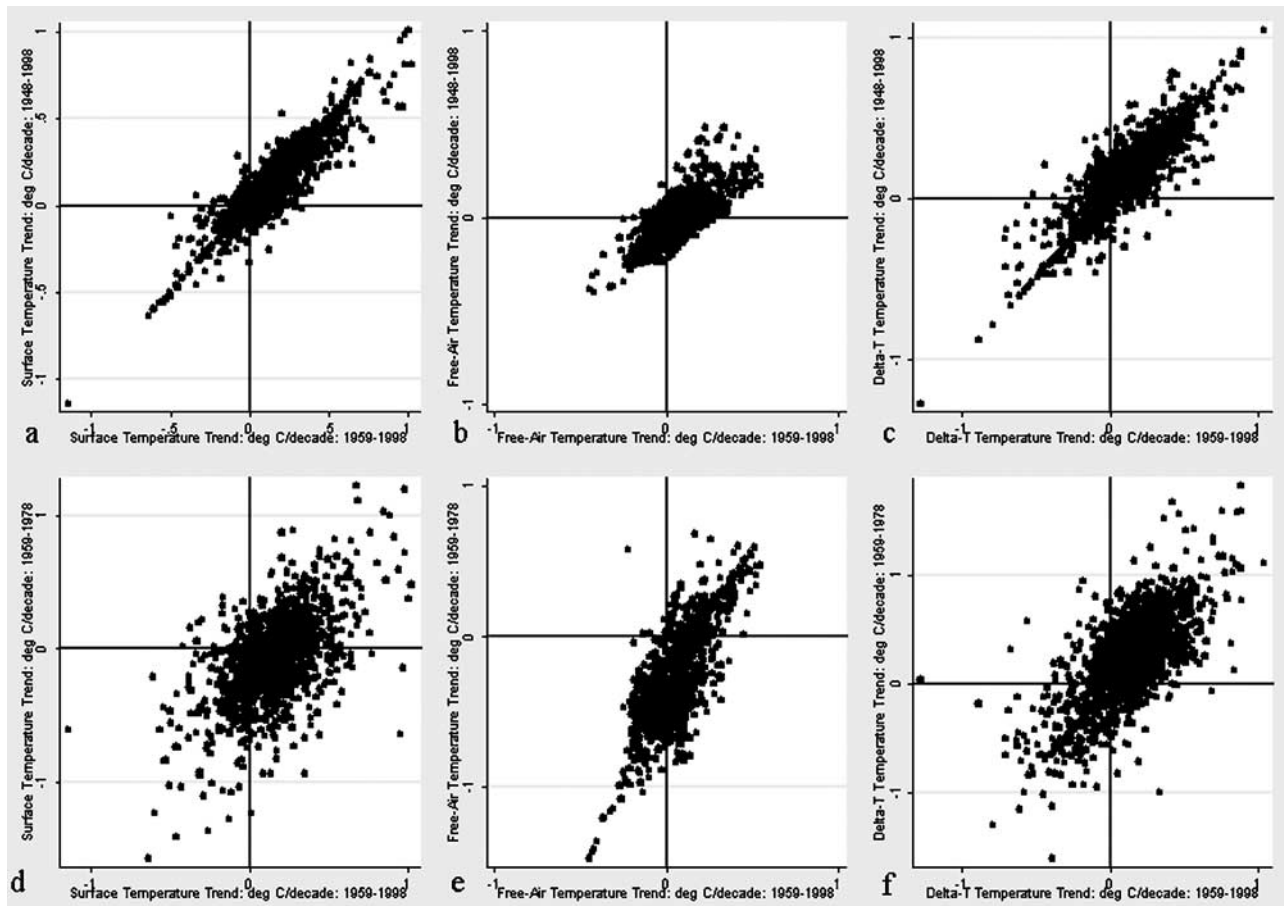 Surface Temperature Trend: deg C/decade: 1948-1998
1
.5
0
-.5
-1
-1
-.5
0
.5
1
a
Surface Temperature Trend: deg C/decade: 1959-1998
Free-Air Temperature Trend: deg C/decade: 1948-1998
1
0
-1
-1
0
1
b
Free-Air Temperature Trend: deg C/decade: 1959-1998
Delta-T Temperature Trend: deg C/decade: 1948-1998
1
0
-1
-1
0
1
c
Delta-T Temperature Trend: deg C/decade: 1959-1998
Surface Temperature Trend: deg C/decade: 1959-1978
1
0
-1
-1
0
1
d
Surface Temperature Trend: deg C/decade: 1959-1998
Free-Air Temperature Trend: deg C/decade: 1959-1978
1
0
-1
-1
0
1
e
Free-Air Temperature Trend: deg C/decade: 1959-1998
Delta-T Temperature Trend: deg C/decade: 1959-1978
1
0
-1
-1
0
1
f
Delta-T Temperature Trend: deg C/decade: 1959-1998